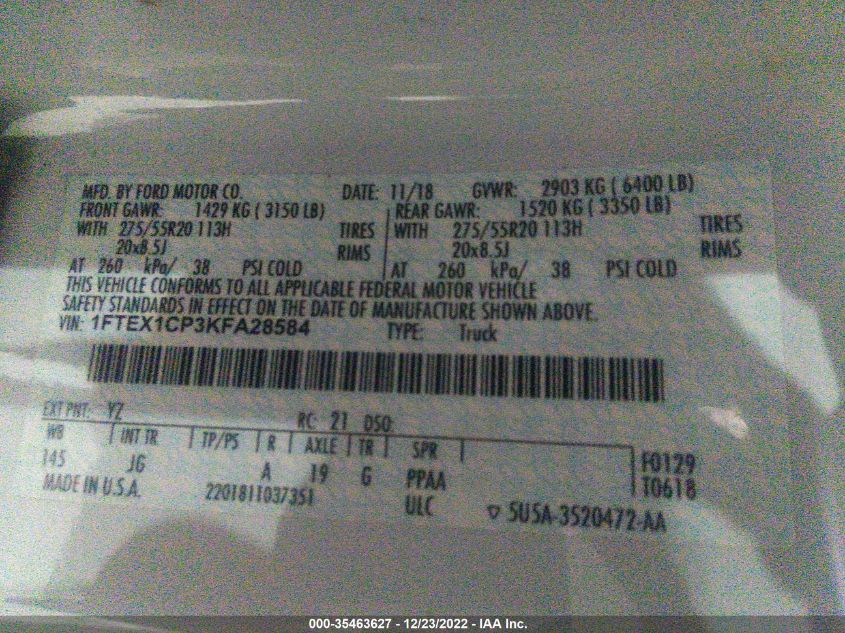 MFD. BY FORD MOTOR CO. DATE: 11/18 GVWR: 2903 KG ( 6400 LB)
FRONT GAWR: 1429 KG ( 3150 LB) REAR GAWR: 1520 KG ( 3350 LB)
WITH 275/55R20 113H TIRES WITH 275/55R20 113H TIRES
20x8.5J RIMS 20x8.5J RIMS
AT 260 kPa/ 38 PSI COLD AT 260 kPa/ 38 PSI COLD
THIS VEHICLE CONFORMS TO ALL APPLICABLE FEDERAL MOTOR VEHICLE
SAFETY STANDARDS IN EFFECT ON THE DATE OF MANUFACTURE SHOWN ABOVE.
VIN: 1FTEX1CP3KFA28584 TYPE: Truck
EXT PNT: YZ RC: 21 DSO:
WB INT TR TP/PS R AXLE TR SPR
145 JG A 19 G PPAA F0129
MADE IN U.S.A. 2201811037351 ULC T0618
▽ 5U5A-3520472-AA
000-35463627 - 12/23/2022 - IAA Inc.